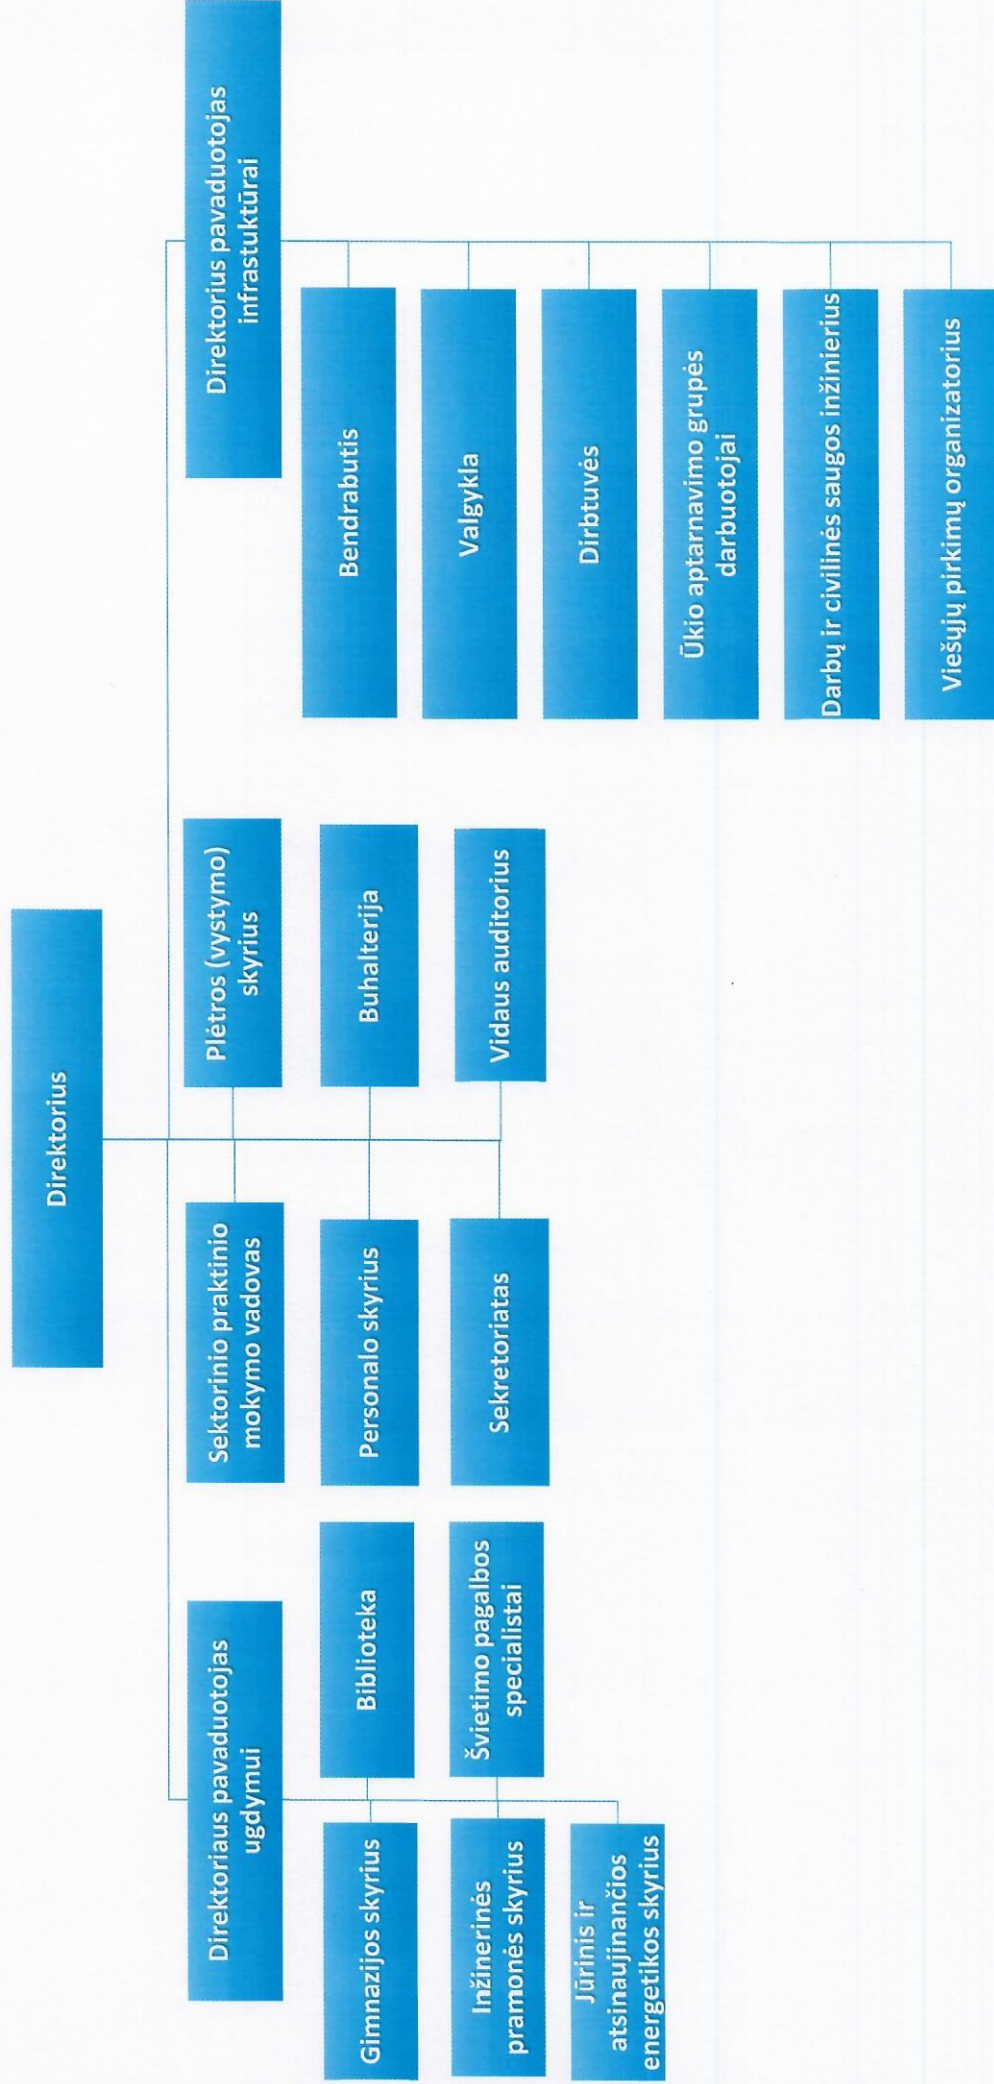 Direktorius
Direktoriaus pavaduotojas
ugdymui
Sektorinio praktinio
mokymo vadovas
Plėtros (vystymo)
skyrius
Direktorius pavaduotojas
infrastuktūrai
Gimnazijos skyrius
Biblioteka
Inžinerinės
pramonės skyrius
Švietimo pagalbos
specialistai
Jūrinis ir
atsinaujinančios
energetikos skyrius
Personalo skyrius
Buhalterija
Sekretoriatas
Vidaus auditorius
Bendrabutis
Valgykla
Dirbtuvės
Ūkio aptarnavimo grupės
darbuotojai
Darbų ir civilinės saugos inžinierius
Viešųjų pirkimų organizatorius